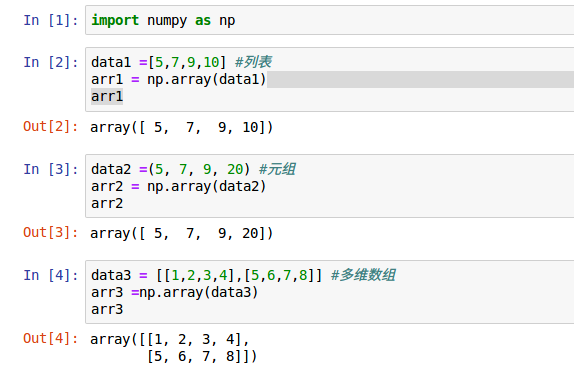 In [1]: import numpy as np
In [2]: data1 =[5,7,9,10] #列表
arr1 = np.array(data1)
arr1
Out[2]: array([ 5,  7,  9, 10])
In [3]: data2 =(5, 7, 9, 20) #元组
arr2 = np.array(data2)
arr2
Out[3]: array([ 5,  7,  9, 20])
In [4]: data3 = [[1,2,3,4],[5,6,7,8]] #多维数组
arr3 =np.array(data3)
arr3
Out[4]: array([[1, 2, 3, 4],
[5, 6, 7, 8]])